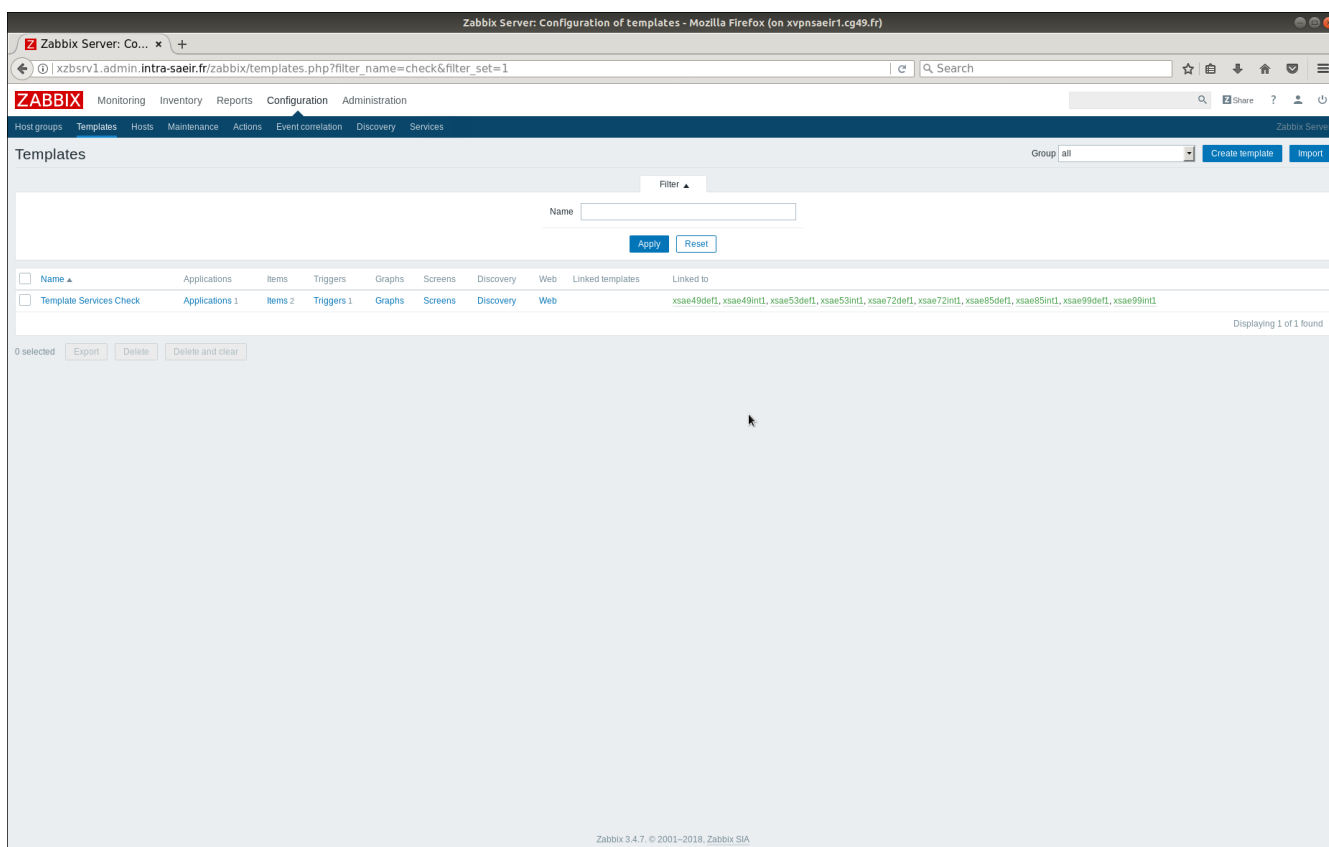 Zabbix Server: Configuration of templates - Mozilla Firefox (on xvpnsaeir1.cg49.fr)
Z Zabbix Server: Co... × +
xzbsrv1.admin.intra-saeir.fr/zabbix/templates.php?filter_name=check&filter_set=1 Search
ZABBIX Monitoring Inventory Reports Configuration Administration Z Share ?
Host groups Templates Hosts Maintenance Actions Event correlation Discovery Services Zabbix Serve
Templates Group all Create template Import
Filter ▲
Name
Apply Reset
Name ▲ Applications Items Triggers Graphs Screens Discovery Web Linked templates Linked to
Template Services Check Applications 1 Items 2 Triggers 1 Graphs Screens Discovery Web xsae49def1, xsae49int1, xsae53def1, xsae53int1, xsae72def1, xsae72int1, xsae85def1, xsae85int1, xsae99def1, xsae99int1
Displaying 1 of 1 found
0 selected Export Delete Delete and clear
Zabbix 3.4.7. © 2001–2018, Zabbix SIA